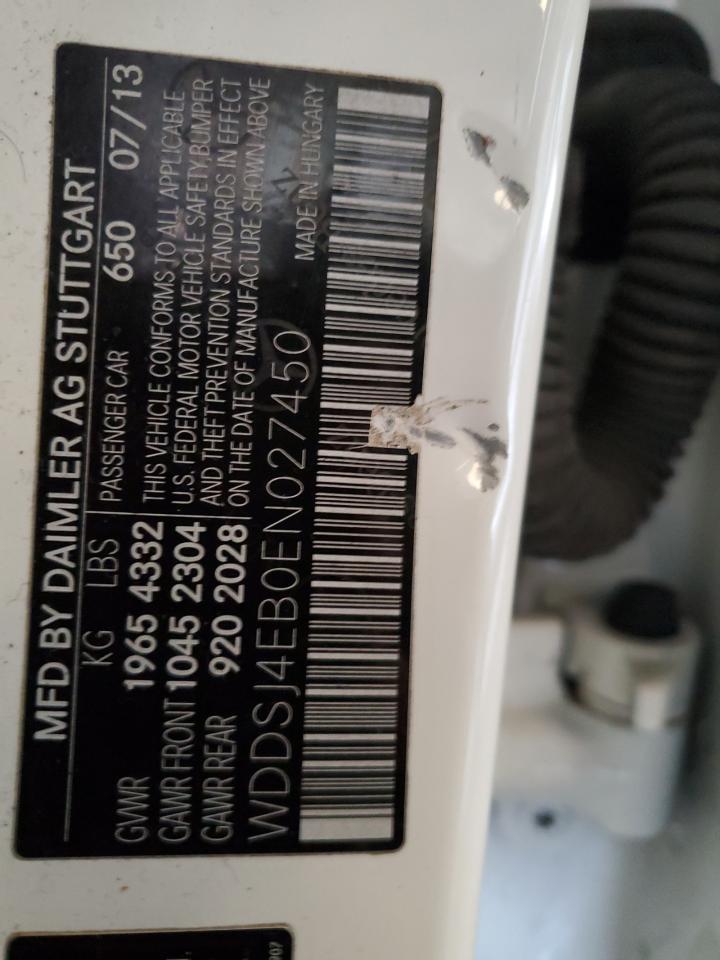 MFD BY DAIMLER AG STUTTGART
KG LBS PASSENGER CAR 650 07/13
GVWR 1965 4332
GAWR FRONT 1045 2304
GAWR REAR 920 2028
THIS VEHICLE CONFORMS TO ALL APPLICABLE
U.S. FEDERAL MOTOR VEHICLE SAFETY, BUMPER
AND THEFT PREVENTION STANDARDS IN EFFECT
ON THE DATE OF MANUFACTURE SHOWN ABOVE
WDDSJ4EB0EN027450 MADE IN HUNGARY